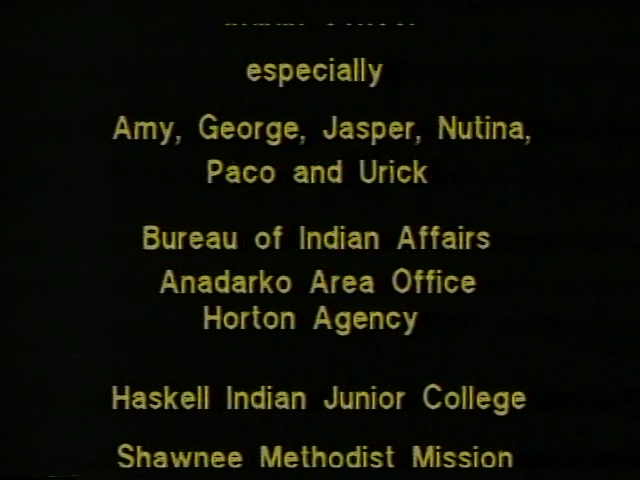 especially
Amy, George, Jasper, Nutina,
Paco and Urick
Bureau of Indian Affairs
Anadarko Area Office
Horton Agency
Haskell Indian Junior College
Shawnee Methodist Mission